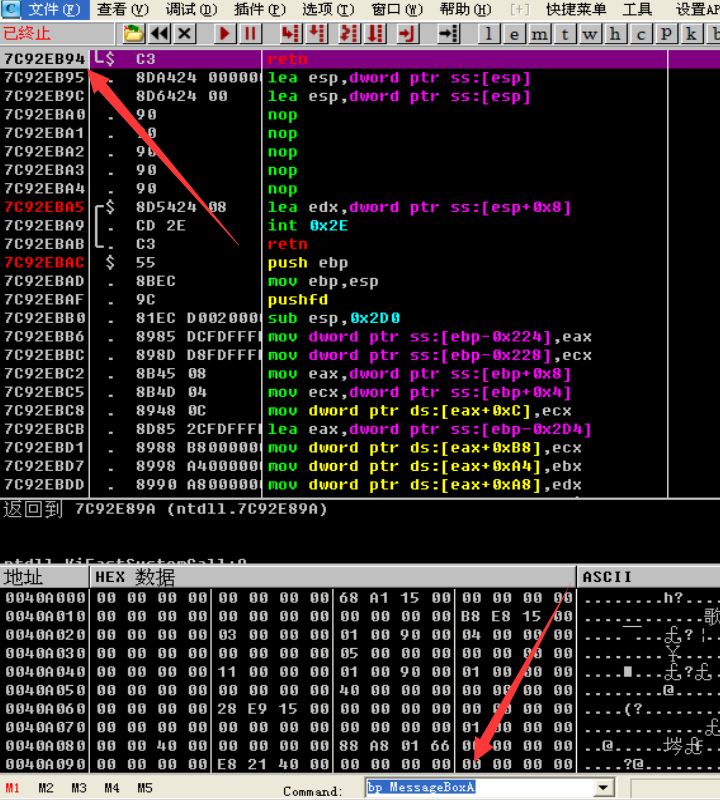 C 文件(F) 查看(V) 调试(D) 插件(P) 选项(T) 窗口(W) 帮助(H) [+] 快捷菜单 工具 设置AP
已终止 l e m t w h c p k b
7C92EB94 $ C3 retn
7C92EB95 . 8DA424 000000 lea esp,dword ptr ss:[esp]
7C92EB9C . 8D6424 00 lea esp,dword ptr ss:[esp]
7C92EBA0 . 90 nop
7C92EBA1 . 90 nop
7C92EBA2 . 90 nop
7C92EBA3 . 90 nop
7C92EBA4 . 90 nop
7C92EBA5 $ 8D5424 08 lea edx,dword ptr ss:[esp+0x8]
7C92EBA9 . CD 2E int 0x2E
7C92EBAB . C3 retn
7C92EBAC $ 55 push ebp
7C92EBAD . 8BEC mov ebp,esp
7C92EBAF . 9C pushfd
7C92EBB0 . 81EC D0020000 sub esp,0x2D0
7C92EBB6 . 8985 DCFDFFFF mov dword ptr ss:[ebp-0x224],eax
7C92EBBC . 898D D8FDFFFF mov dword ptr ss:[ebp-0x228],ecx
7C92EBC2 . 8B45 08 mov eax,dword ptr ss:[ebp+0x8]
7C92EBC5 . 8B4D 04 mov ecx,dword ptr ss:[ebp+0x4]
7C92EBC8 . 8948 0C mov dword ptr ds:[eax+0xC],ecx
7C92EBCB . 8D85 2CFDFFFF lea eax,dword ptr ss:[ebp-0x2D4]
7C92EBD1 . 8988 B8000000 mov dword ptr ds:[eax+0xB8],ecx
7C92EBD7 . 8998 A4000000 mov dword ptr ds:[eax+0xA4],ebx
7C92EBDD . 8990 A8000000 mov dword ptr ds:[eax+0xA8],edx
返回到 7C92E89A (ntdll.7C92E89A)
ntdll.KiFastSystemCall+0
地址 HEX 数据 ASCII
0040A000 00 00 00 00 00 00 00 00 68 A1 15 00 00 00 00 00 ........h?....
0040A010 00 00 00 00 00 00 00 00 00 00 00 00 B8 E8 15 00 ............歌
0040A020 00 00 00 00 03 00 00 00 01 00 90 00 04 00 00 00
0040A030 00 00 00 00 00 00 00 00 05 00 00 00 00 00 00 00
0040A040 00 00 00 00 11 00 00 00 01 00 90 00 01 00 00 00
0040A050 00 00 00 00 00 00 00 00 40 00 00 00 00 00 00 00 ........@.....
0040A060 00 00 00 00 28 E9 15 00 00 00 00 00 00 00 00 00 ....(?........
0040A070 00 00 00 00 00 00 00 00 00 00 00 00 01 00 00 00
0040A080 00 00 40 00 00 00 00 00 88 A8 01 66 00 00 00 00
0040A090 00 00 00 00 E8 21 40 00 00 00 00 00 00 00 00 00 ....?@........
M1 M2 M3 M4 M5 Command: bp MessageBoxA